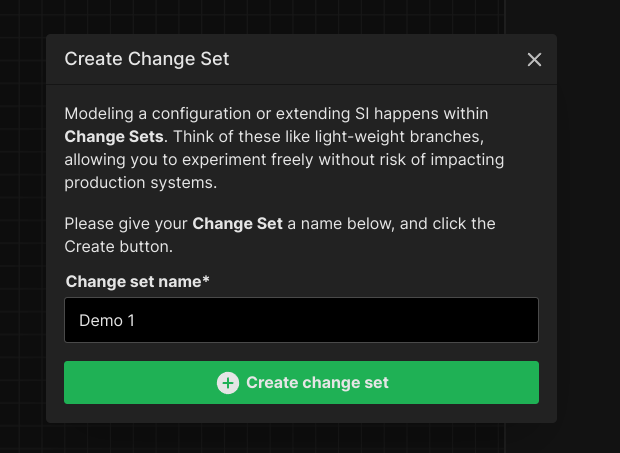 Create Change Set
Modeling a configuration or extending SI happens within
Change Sets. Think of these like light-weight branches,
allowing you to experiment freely without risk of impacting
production systems.
Please give your Change Set a name below, and click the
Create button.
Change set name*
Demo 1
Create change set